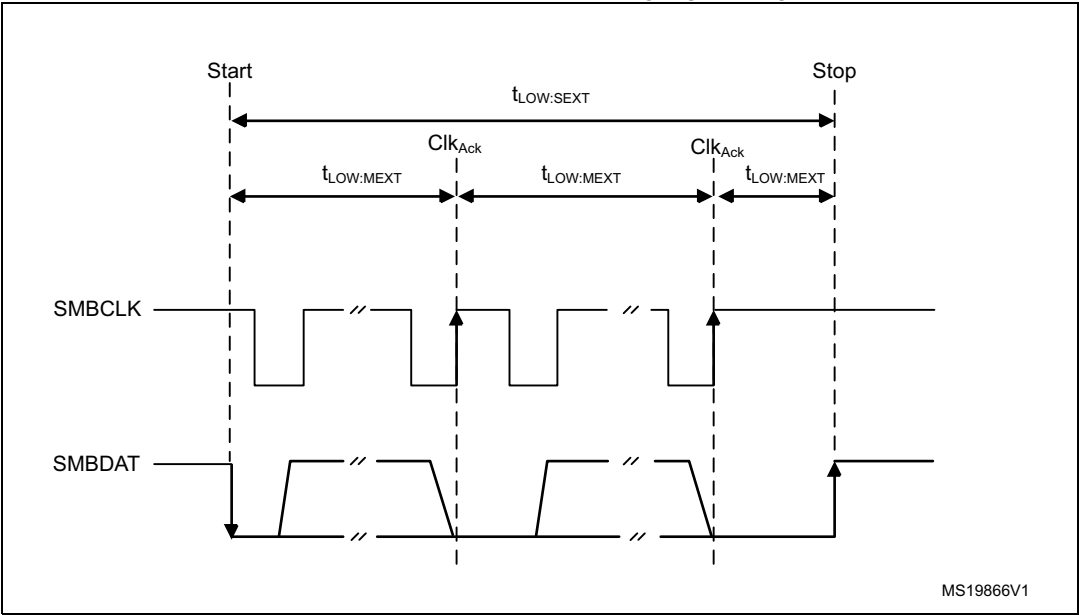 Start Stop
tLOW:SEXT
ClkAck ClkAck
tLOW:MEXT tLOW:MEXT tLOW:MEXT
SMBCLK
SMBDAT
MS19866V1